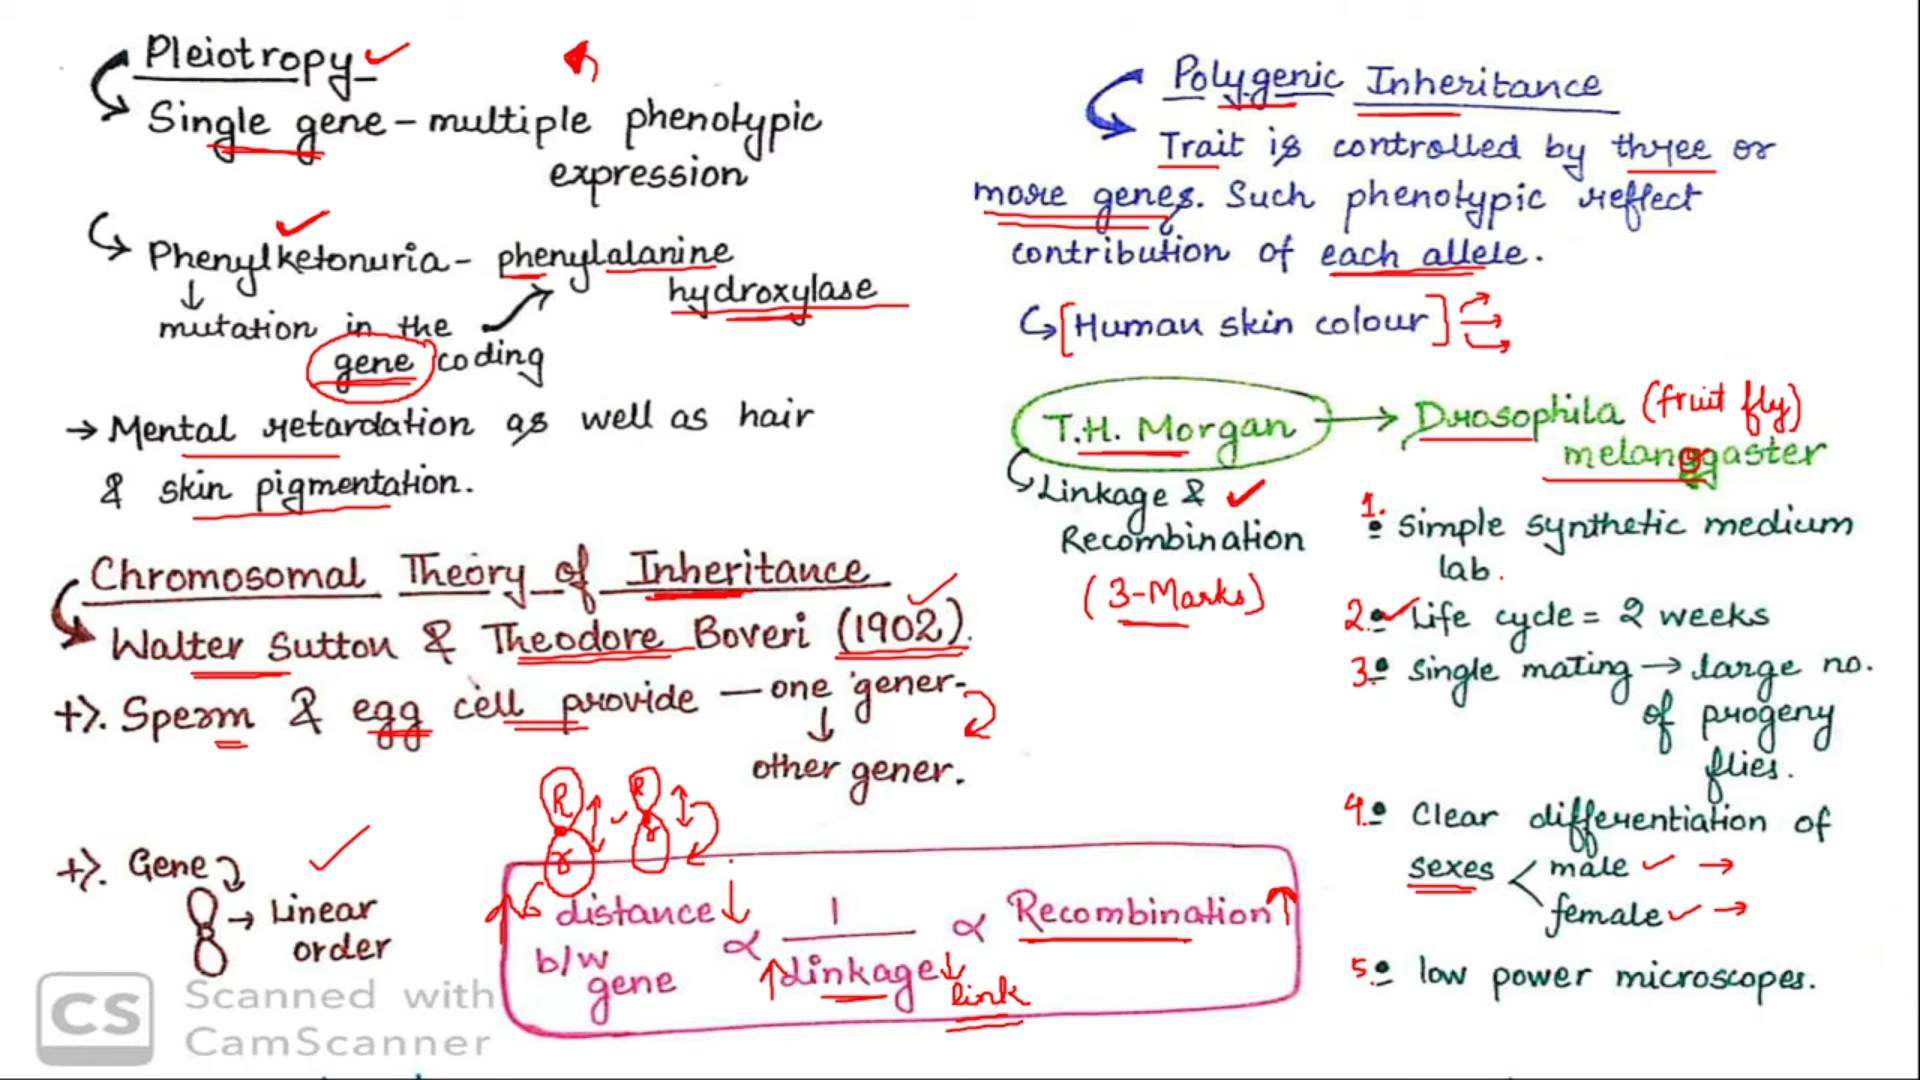 Pleiotropy
Single gene - multiple phenotypic
expression
Phenylketonuria - phenylalanine
hydroxylase
mutation in the
gene coding
→ Mental retardation as well as hair
& skin pigmentation.
Chromosomal Theory of Inheritance
Walter Sutton & Theodore Boveri (1902).
+>. Sperm & egg cell provide — one gener-
other gener.
+>. Gene
→ Linear
order
R R
r r
distance
b/w
gene
∝ 1
Linkage
link
∝ Recombination
Polygenic Inheritance
Trait is controlled by three or
more genes. Such phenotypic reflect
contribution of each allele.
[Human skin colour]
T.H. Morgan → Drosophila (fruit fly)
melanogaster
Linkage &
Recombination
(3-Marks)
1. • Simple synthetic medium
lab.
2. • Life cycle = 2 weeks
3. • Single mating → large no.
of progeny
flies.
4. • Clear differentiation of
sexes < male →
female →
5. • low power microscopes.
CS Scanned with
CamScanner